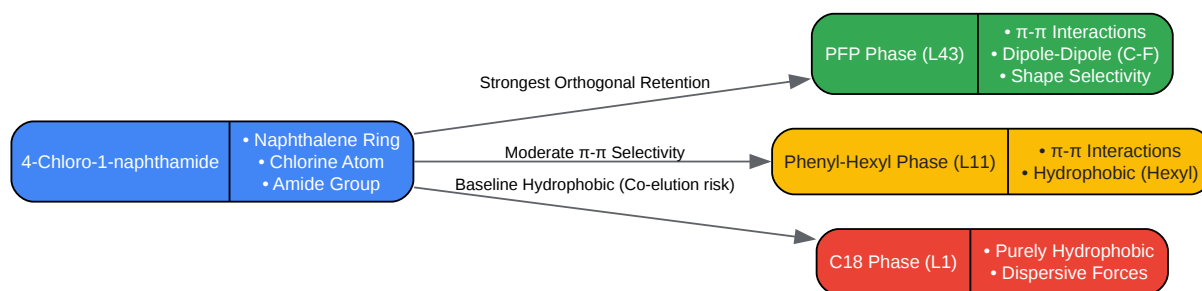 4-Chloro-1-naphthamide
• Naphthalene Ring
• Chlorine Atom
• Amide Group
Strongest Orthogonal Retention
Moderate π-π Selectivity
Baseline Hydrophobic (Co-elution risk)
PFP Phase (L43)
• π-π Interactions
• Dipole-Dipole (C-F)
• Shape Selectivity
Phenyl-Hexyl Phase (L11)
• π-π Interactions
• Hydrophobic (Hexyl)
C18 Phase (L1)
• Purely Hydrophobic
• Dispersive Forces